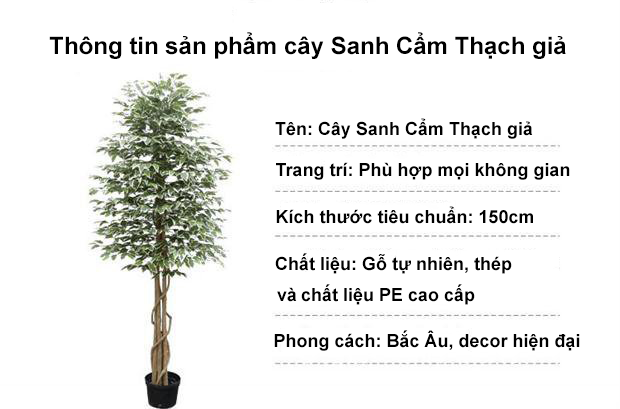 Thông tin sản phẩm cây Sanh Cẩm Thạch giả
Tên: Cây Sanh Cẩm Thạch giả
Trang trí: Phù hợp mọi không gian
Kích thước tiêu chuẩn: 150cm
Chất liệu: Gỗ tự nhiên, thép
và chất liệu PE cao cấp
Phong cách: Bắc Âu, decor hiện đại